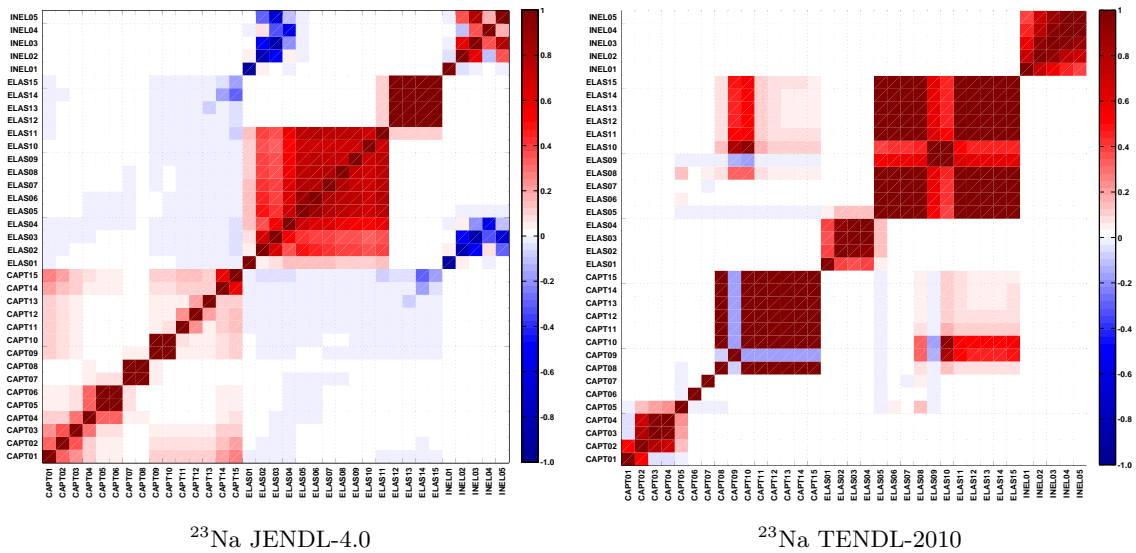 INEL05
INEL04
INEL03
INEL02
INEL01
ELAS15
ELAS14
ELAS13
ELAS12
ELAS11
ELAS10
ELAS09
ELAS08
ELAS07
ELAS06
ELAS05
ELAS04
ELAS03
ELAS02
ELAS01
CAPT15
CAPT14
CAPT13
CAPT12
CAPT11
CAPT10
CAPT09
CAPT08
CAPT07
CAPT06
CAPT05
CAPT04
CAPT03
CAPT02
CAPT01
CAPT01
CAPT02
CAPT03
CAPT04
CAPT05
CAPT06
CAPT07
CAPT08
CAPT09
CAPT10
CAPT11
CAPT12
CAPT13
CAPT14
CAPT15
ELAS01
ELAS02
ELAS03
ELAS04
ELAS05
ELAS06
ELAS07
ELAS08
ELAS09
ELAS10
ELAS11
ELAS12
ELAS13
ELAS14
ELAS15
INEL01
INEL02
INEL03
INEL04
INEL05
1
0.8
0.6
0.4
0.2
0
-0.2
-0.4
-0.6
-0.8
-1.0
²³Na JENDL-4.0
INEL05
INEL04
INEL03
INEL02
INEL01
ELAS15
ELAS14
ELAS13
ELAS12
ELAS11
ELAS10
ELAS09
ELAS08
ELAS07
ELAS06
ELAS05
ELAS04
ELAS03
ELAS02
ELAS01
CAPT15
CAPT14
CAPT13
CAPT12
CAPT11
CAPT10
CAPT09
CAPT08
CAPT07
CAPT06
CAPT05
CAPT04
CAPT03
CAPT02
CAPT01
CAPT01
CAPT02
CAPT03
CAPT04
CAPT05
CAPT06
CAPT07
CAPT08
CAPT09
CAPT10
CAPT11
CAPT12
CAPT13
CAPT14
CAPT15
ELAS01
ELAS02
ELAS03
ELAS04
ELAS05
ELAS06
ELAS07
ELAS08
ELAS09
ELAS10
ELAS11
ELAS12
ELAS13
ELAS14
ELAS15
INEL01
INEL02
INEL03
INEL04
INEL05
1
0.8
0.6
0.4
0.2
0
-0.2
-0.4
-0.6
-0.8
-1.0
²³Na TENDL-2010